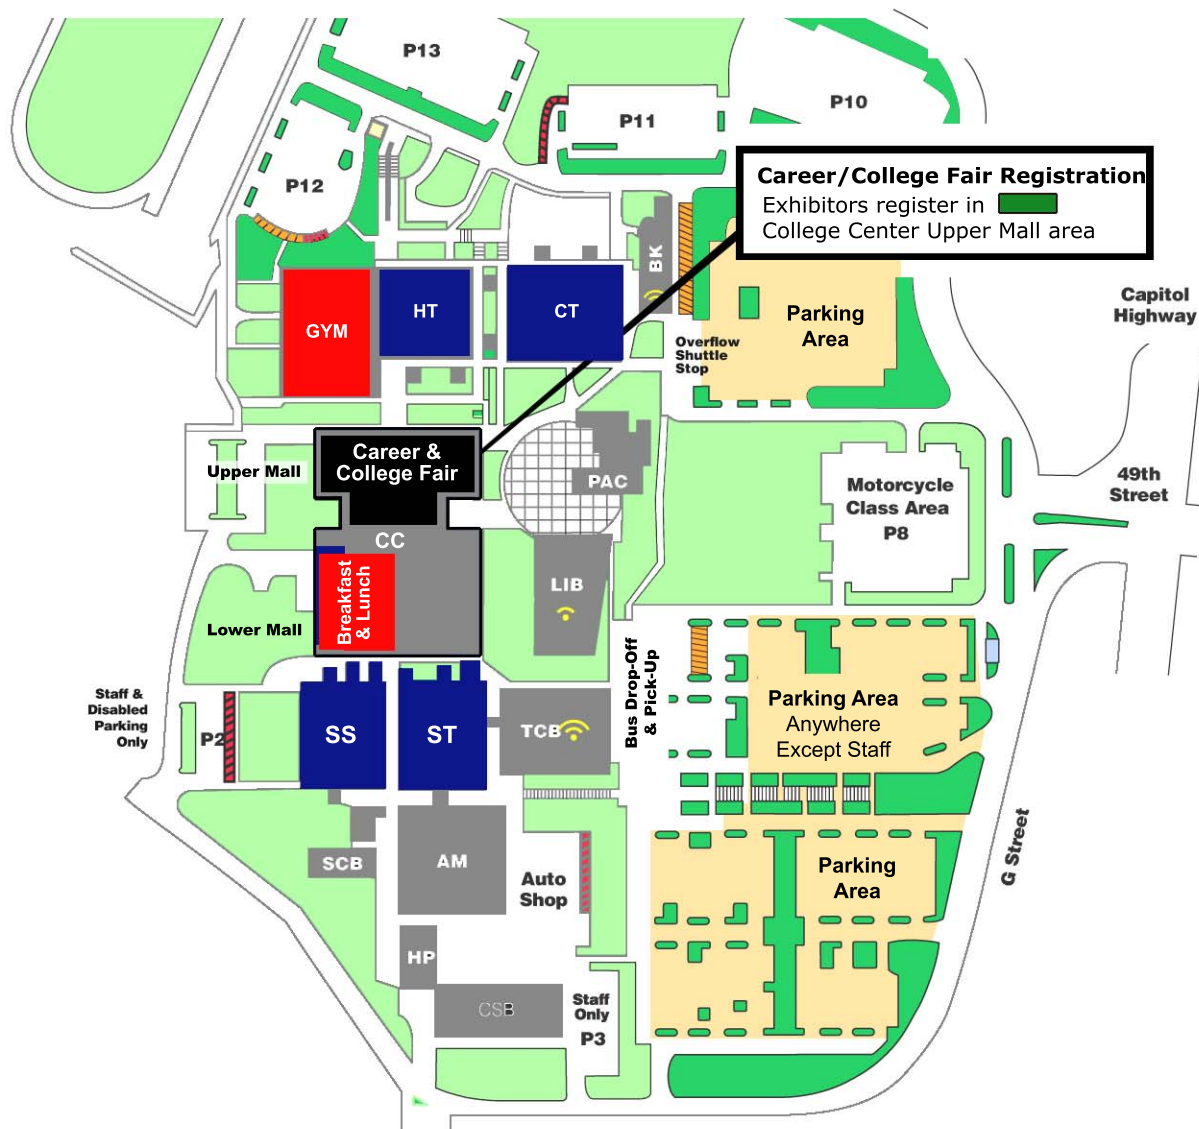 P13
P10
P11
P12
Career/College Fair Registration
Exhibitors register in
College Center Upper Mall area
BK
Capitol
Highway
GYM
HT
CT
Parking
Area
Overflow
Shuttle
Stop
Career &
College Fair
Upper Mall
PAC
Motorcycle
Class Area
P8
49th
Street
CC
Breakfast
& Lunch
LIB
Lower Mall
Bus Drop-Off
& Pick-Up
Staff &
Disabled
Parking
Only
P2
SS
ST
TCB
Parking Area
Anywhere
Except Staff
G Street
SCB
AM
Auto
Shop
Parking
Area
HP
CSB
Staff
Only
P3